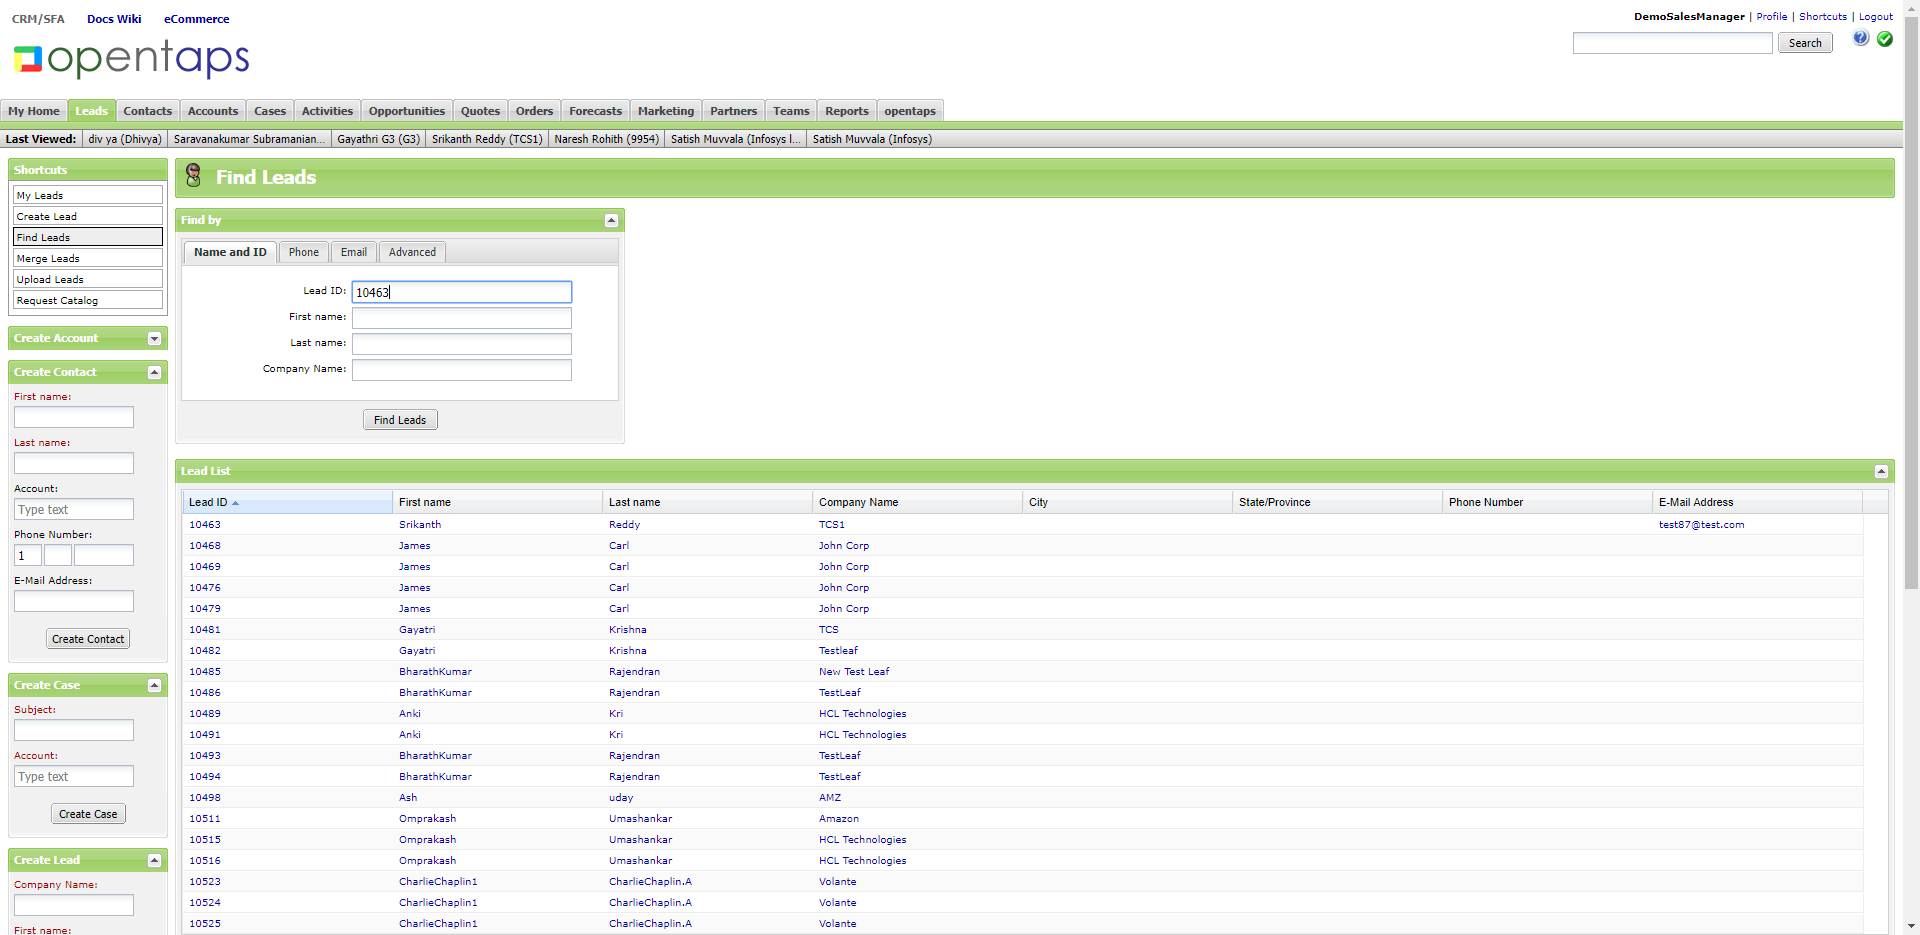 CRM/SFA Docs Wiki eCommerce
DemoSalesManager | Profile | Shortcuts | Logout
opentaps
Search
My Home Leads Contacts Accounts Cases Activities Opportunities Quotes Orders Forecasts Marketing Partners Teams Reports opentaps
Last Viewed: div ya (Dhivya) Saravanakumar Subramanian... Gayathri G3 (G3) Srikanth Reddy (TCS1) Naresh Rohith (9954) Satish Muvvala (Infosys l... Satish Muvvala (Infosys)
Shortcuts
My Leads
Create Lead
Find Leads
Merge Leads
Upload Leads
Request Catalog
Create Account
Create Contact
First name:
Last name:
Account:
Type text
Phone Number:
1
E-Mail Address:
Create Contact
Create Case
Subject:
Account:
Type text
Create Case
Create Lead
Company Name:
First name:
Find Leads
Find by
Name and ID Phone Email Advanced
Lead ID: 10463
First name:
Last name:
Company Name:
Find Leads
Lead List
Lead ID First name Last name Company Name City State/Province Phone Number E-Mail Address
10463 Srikanth Reddy TCS1 test87@test.com
10468 James Carl John Corp
10469 James Carl John Corp
10476 James Carl John Corp
10479 James Carl John Corp
10481 Gayatri Krishna TCS
10482 Gayatri Krishna Testleaf
10485 BharathKumar Rajendran New Test Leaf
10486 BharathKumar Rajendran TestLeaf
10489 Anki Kri HCL Technologies
10491 Anki Kri HCL Technologies
10493 BharathKumar Rajendran TestLeaf
10494 BharathKumar Rajendran TestLeaf
10498 Ash uday AMZ
10511 Omprakash Umashankar Amazon
10515 Omprakash Umashankar HCL Technologies
10516 Omprakash Umashankar HCL Technologies
10523 CharlieChaplin1 CharlieChaplin.A Volante
10524 CharlieChaplin1 CharlieChaplin.A Volante
10525 CharlieChaplin1 CharlieChaplin.A Volante